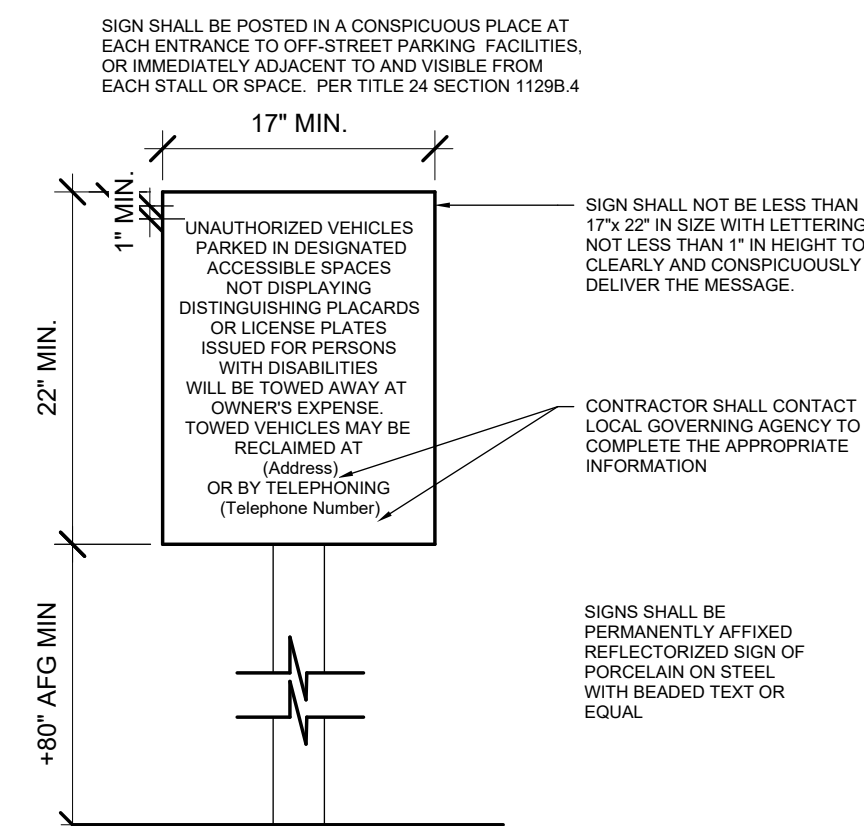 SIGN SHALL BE POSTED IN A CONSPICUOUS PLACE AT
EACH ENTRANCE TO OFF-STREET PARKING FACILITIES,
OR IMMEDIATELY ADJACENT TO AND VISIBLE FROM
EACH STALL OR SPACE. PER TITLE 24 SECTION 1129B.4
17" MIN.
1" MIN.
22" MIN.
+80" AFG MIN
UNAUTHORIZED VEHICLES
PARKED IN DESIGNATED
ACCESSIBLE SPACES
NOT DISPLAYING
DISTINGUISHING PLACARDS
OR LICENSE PLATES
ISSUED FOR PERSONS
WITH DISABILITIES
WILL BE TOWED AWAY AT
OWNER'S EXPENSE.
TOWED VEHICLES MAY BE
RECLAIMED AT
(Address)
OR BY TELEPHONING
(Telephone Number)
SIGN SHALL NOT BE LESS THAN
17"x 22" IN SIZE WITH LETTERING
NOT LESS THAN 1" IN HEIGHT TO
CLEARLY AND CONSPICUOUSLY
DELIVER THE MESSAGE.
CONTRACTOR SHALL CONTACT
LOCAL GOVERNING AGENCY TO
COMPLETE THE APPROPRIATE
INFORMATION
SIGNS SHALL BE
PERMANENTLY AFFIXED
REFLECTORIZED SIGN OF
PORCELAIN ON STEEL
WITH BEADED TEXT OR
EQUAL